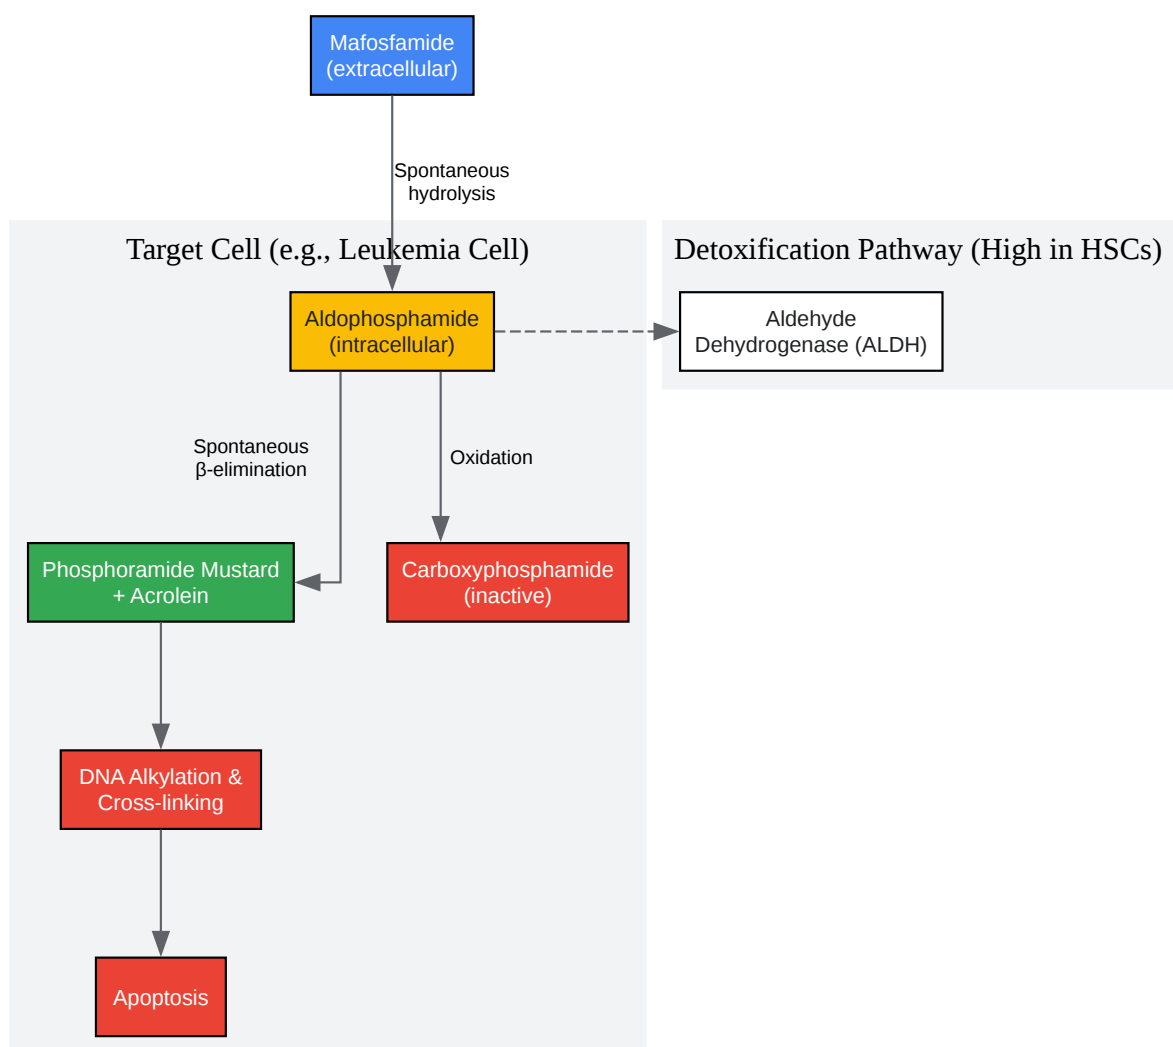 Mafosfamide
(extracellular)
Spontaneous
hydrolysis
Target Cell (e.g., Leukemia Cell)
Detoxification Pathway (High in HSCs)
Aldophosphamide
(intracellular)
Aldehyde
Dehydrogenase (ALDH)
Spontaneous
β-elimination
Oxidation
Phosphoramide Mustard
+ Acrolein
Carboxyphosphamide
(inactive)
DNA Alkylation &
Cross-linking
Apoptosis